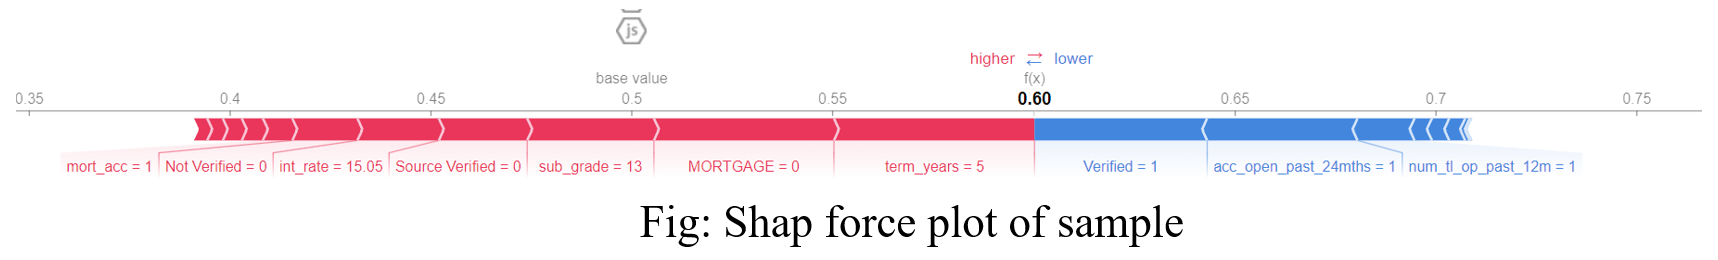 js
higher lower
base value f(x)
0.35 0.4 0.45 0.5 0.55 0.60 0.65 0.7 0.75
mort_acc = 1 Not Verified = 0 int_rate = 15.05 Source Verified = 0 sub_grade = 13 MORTGAGE = 0 term_years = 5 Verified = 1 acc_open_past_24mths = 1 num_tl_op_past_12m = 1
Fig: Shap force plot of sample